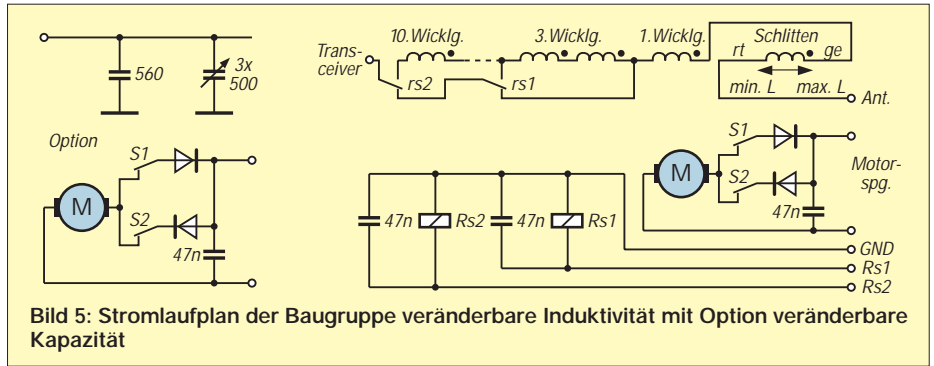 560
3x
500
Option
S1
S2
M
47n
Trans-
ceiver
10.Wicklg.
3.Wicklg.
1.Wicklg.
Schlitten
rt
ge
rs2
rs1
min. L
max. L
Ant.
S1
S2
M
47n
Motor-
spg.
47n
Rs2
47n
Rs1
GND
Rs1
Rs2
Bild 5: Stromlaufplan der Baugruppe veränderbare Induktivität mit Option veränderbare
Kapazität